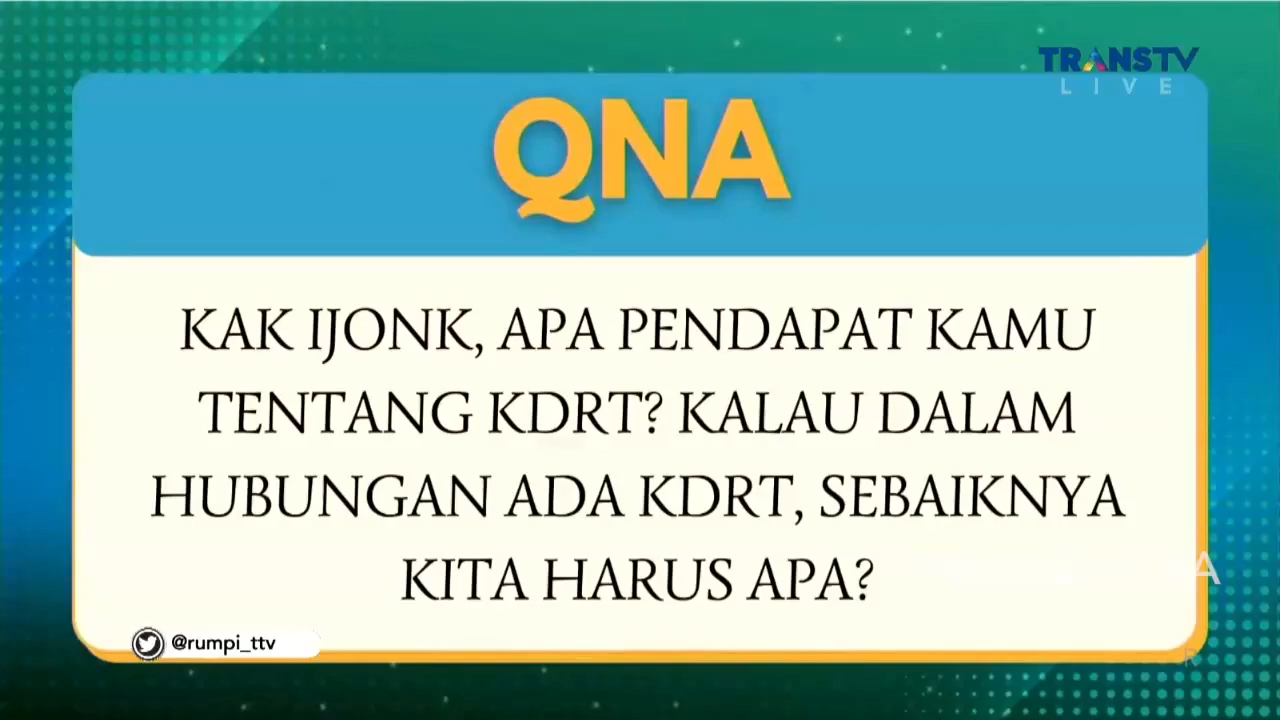 TRANSTV
LIVE
QNA
KAK IJONK, APA PENDAPAT KAMU
TENTANG KDRT? KALAU DALAM
HUBUNGAN ADA KDRT, SEBAIKNYA
KITA HARUS APA?
@rumpi_ttv